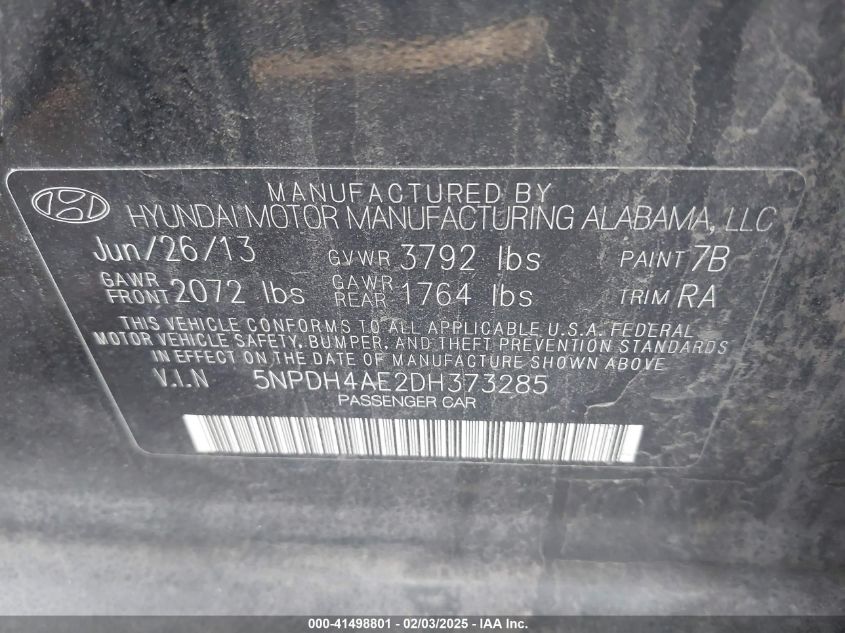 MANUFACTURED BY
HYUNDAI MOTOR MANUFACTURING ALABAMA, LLC
Jun/26/13 GVWR 3792 lbs PAINT 7B
GAWR FRONT 2072 lbs GAWR REAR 1764 lbs TRIM RA
THIS VEHICLE CONFORMS TO ALL APPLICABLE U.S.A. FEDERAL
MOTOR VEHICLE SAFETY, BUMPER, AND THEFT PREVENTION STANDARDS
IN EFFECT ON THE DATE OF MANUFACTURE SHOWN ABOVE
V.I.N 5NPDH4AE2DH373285
PASSENGER CAR
000-41498801 - 02/03/2025 - IAA Inc.